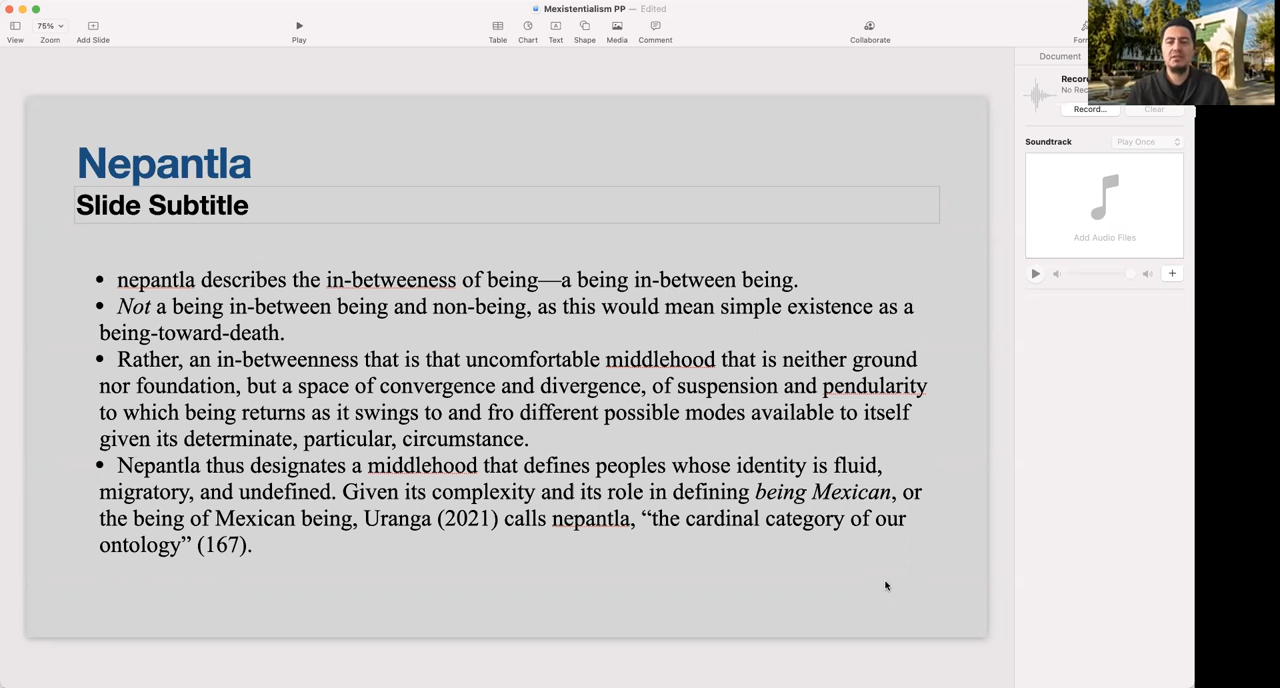 Mexistentialism PP — Edited
75%
View
Zoom
Add Slide
Play
Table
Chart
Text
Shape
Media
Comment
Collaborate
Document
No Rec
Record...
Clear
Soundtrack
Play Once
Add Audio Files
Nepantla
Slide Subtitle
• nepantla describes the in-betweeness of being—a being in-between being.
• Not a being in-between being and non-being, as this would mean simple existence as a
being-toward-death.
• Rather, an in-betweenness that is that uncomfortable middlehood that is neither ground
nor foundation, but a space of convergence and divergence, of suspension and pendularity
to which being returns as it swings to and fro different possible modes available to itself
given its determinate, particular, circumstance.
• Nepantla thus designates a middlehood that defines peoples whose identity is fluid,
migratory, and undefined. Given its complexity and its role in defining being Mexican, or
the being of Mexican being, Uranga (2021) calls nepantla, “the cardinal category of our
ontology” (167).